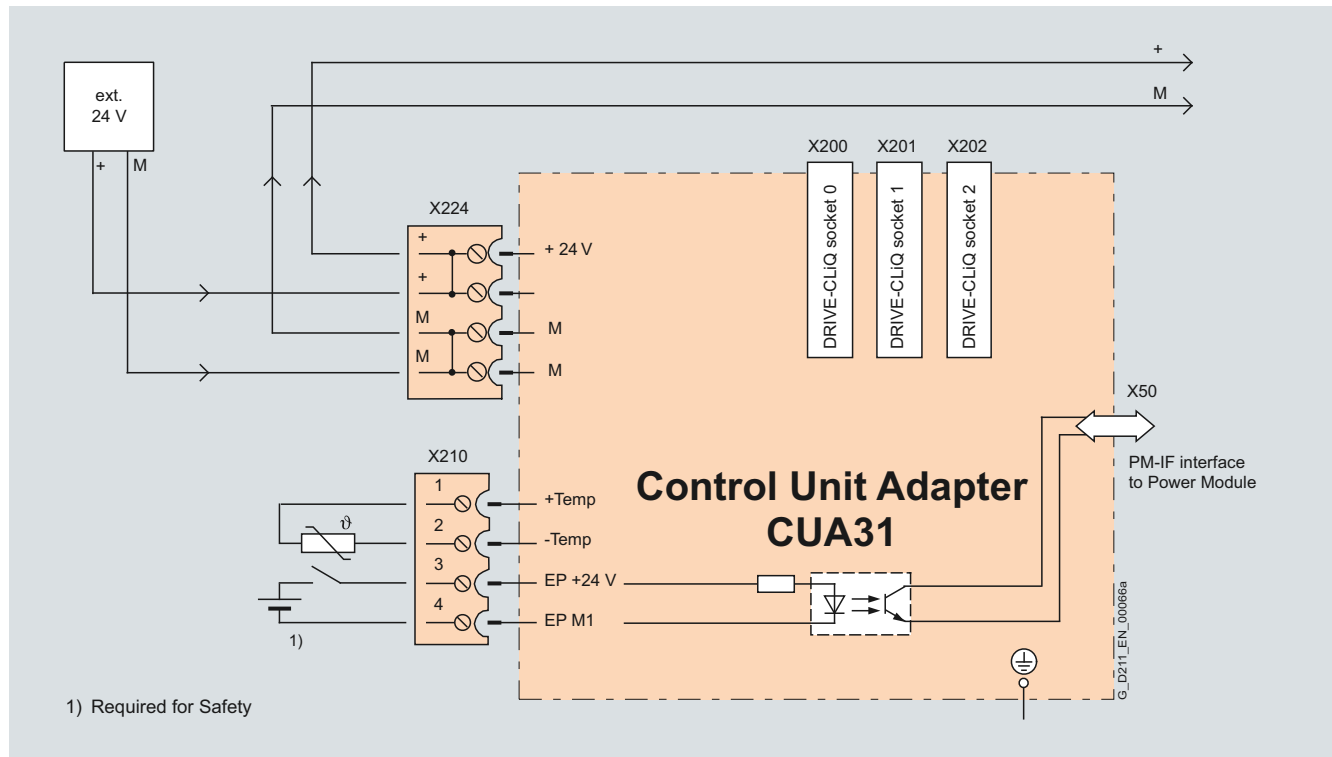 +
M
ext.
24 V
+ M
X200 X201 X202
DRIVE-CLiQ socket 0
DRIVE-CLiQ socket 1
DRIVE-CLiQ socket 2
X224
+ + 24 V
+
M M
M M
X50
PM-IF interface
to Power Module
Control Unit Adapter
CUA31
X210
1 +Temp
ϑ 2 -Temp
3 EP +24 V
4 EP M1
1)
G_D211_EN_00066a
1) Required for Safety